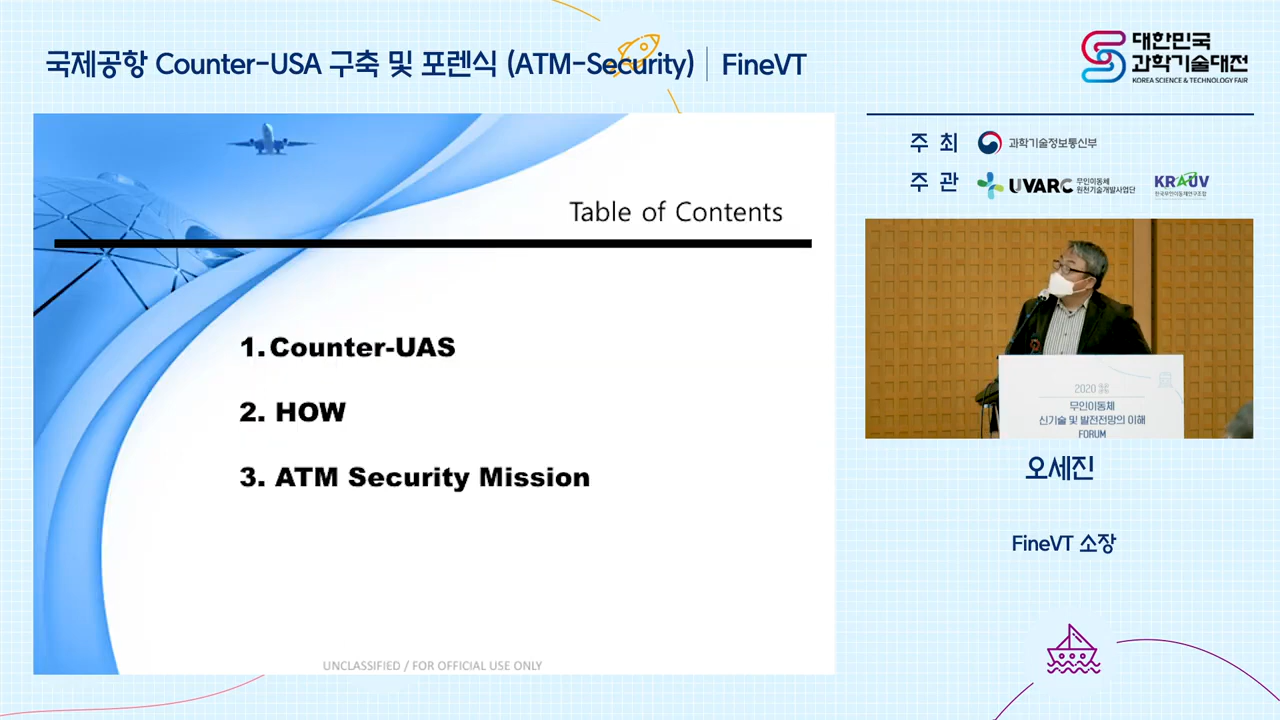 국제공항 Counter-USA 구축 및 포렌식 (ATM-Security) | FineVT
대한민국
과학기술대전
KOREA SCIENCE & TECHNOLOGY FAIR
Table of Contents
1. Counter-UAS
2. HOW
3. ATM Security Mission
UNCLASSIFIED / FOR OFFICIAL USE ONLY
주 최 과학기술정보통신부
주 관 UVARC 무인이동체
원천기술개발사업단
KRAUV
한국무인이동체연구조합
2020
무인이동체
신기술 및 발전전망의 이해
FORUM
오세진
FineVT 소장